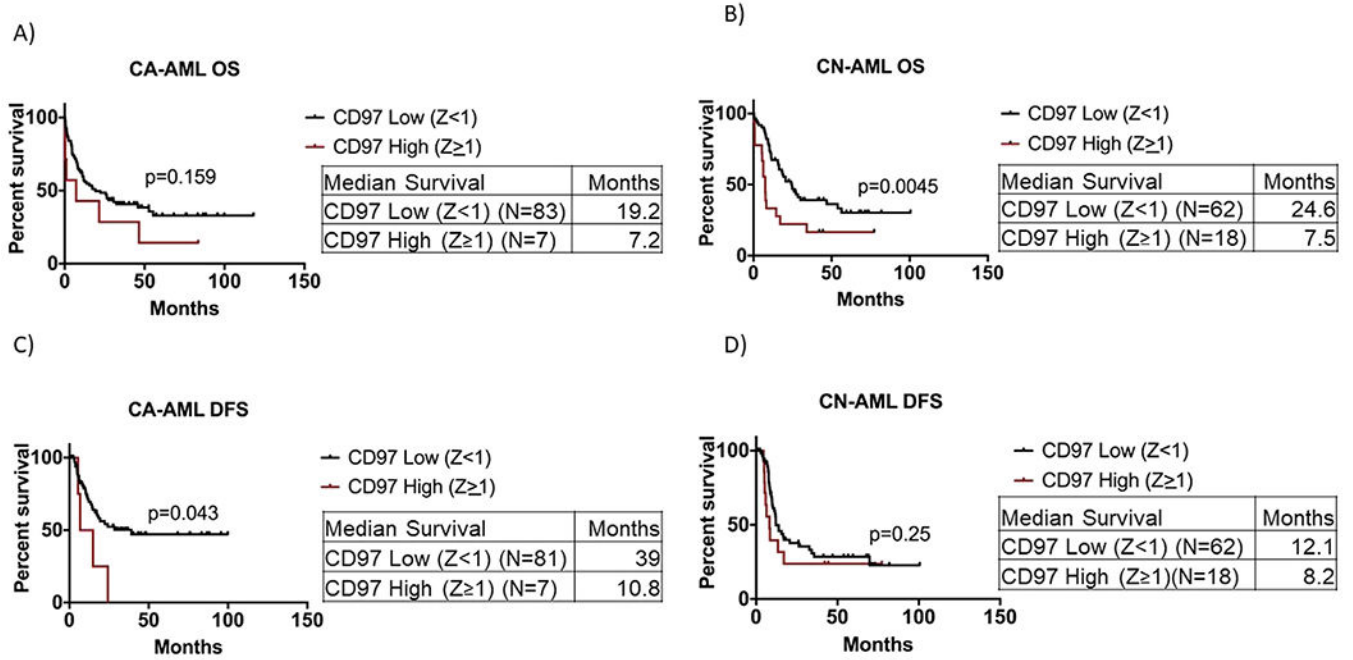 A)
CA-AML OS
Percent survival
100
50
0
0 50 100 150
Months
p=0.159
CD97 Low (Z<1)
CD97 High (Z≥1)
Median Survival Months
CD97 Low (Z<1) (N=83) 19.2
CD97 High (Z≥1) (N=7) 7.2
B)
CN-AML OS
Percent survival
100
50
0
0 50 100 150
Months
p=0.0045
CD97 Low (Z<1)
CD97 High (Z≥1)
Median Survival Months
CD97 Low (Z<1) (N=62) 24.6
CD97 High (Z≥1) (N=18) 7.5
C)
CA-AML DFS
Percent survival
100
50
0
0 50 100 150
Months
p=0.043
CD97 Low (Z<1)
CD97 High (Z≥1)
Median Survival Months
CD97 Low (Z<1) (N=81) 39
CD97 High (Z≥1) (N=7) 10.8
D)
CN-AML DFS
Percent survival
100
50
0
0 50 100 150
Months
p=0.25
CD97 Low (Z<1)
CD97 High (Z≥1)
Median Survival Months
CD97 Low (Z<1) (N=62) 12.1
CD97 High (Z≥1)(N=18) 8.2